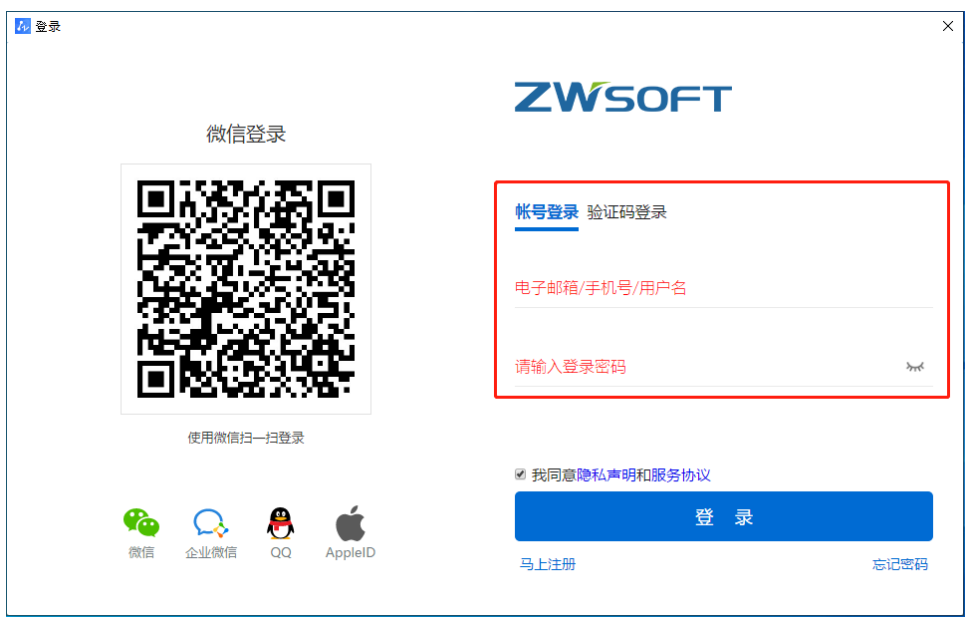 登录
微信登录
使用微信扫一扫登录
微信
企业微信
QQ
AppleID
ZWSOFT
帐号登录 验证码登录
电子邮箱/手机号/用户名
请输入登录密码
我同意隐私声明和服务协议
登 录
马上注册
忘记密码